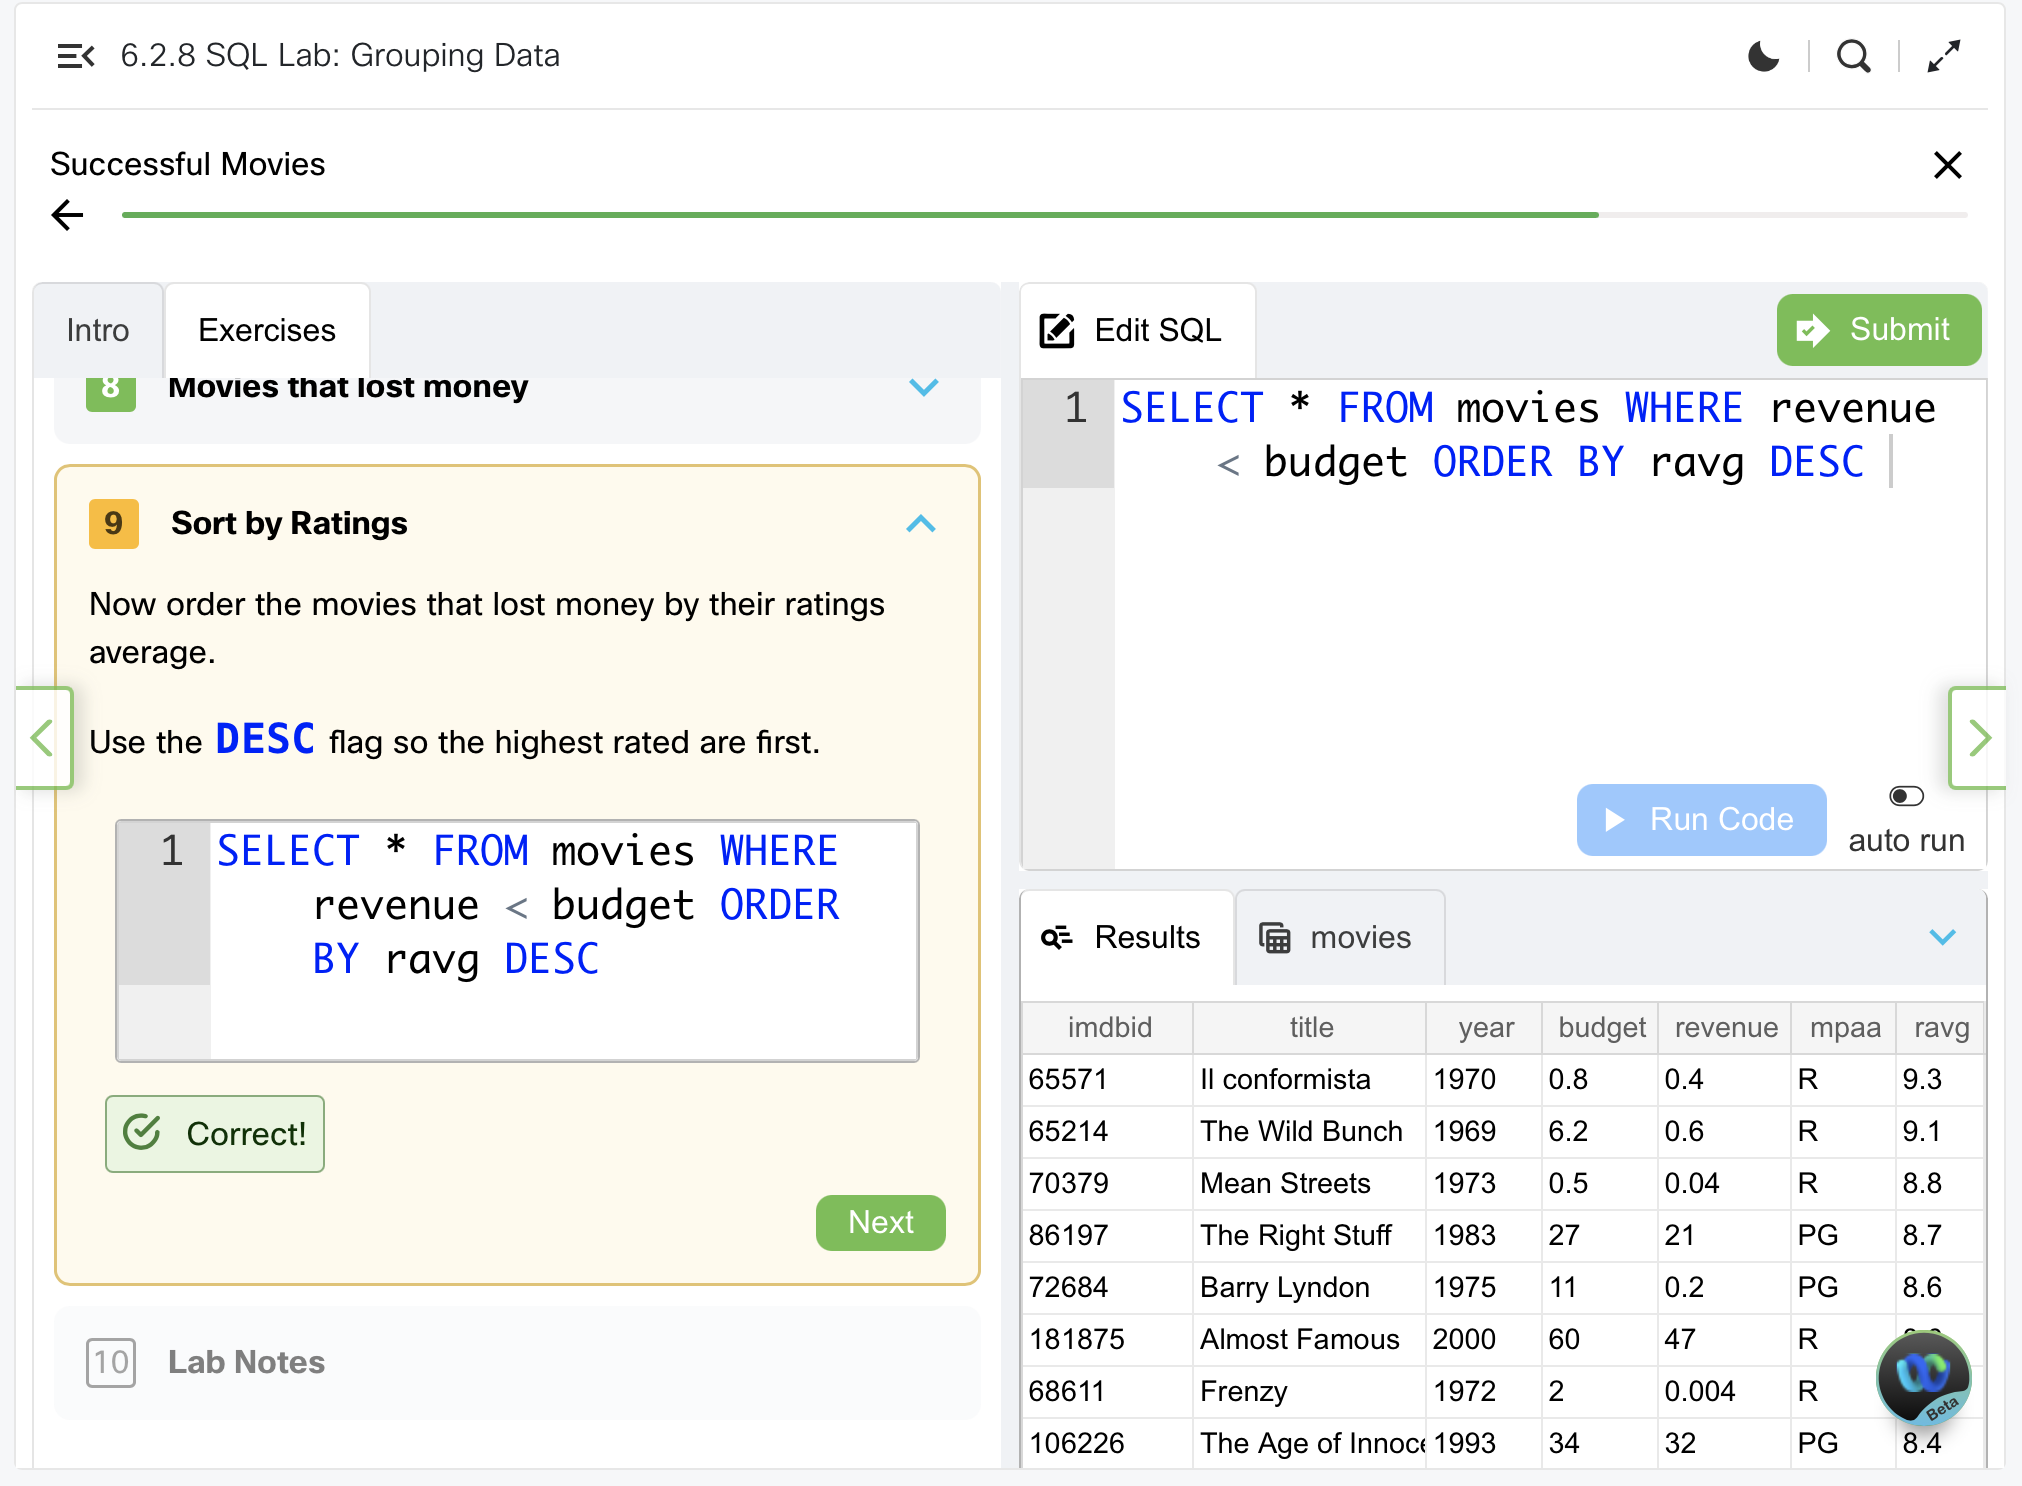 6.2.8 SQL Lab: Grouping Data
Successful Movies
Intro
Exercises
8 Movies that lost money
9 Sort by Ratings
Now order the movies that lost money by their ratings
average.
Use the DESC flag so the highest rated are first.
1 SELECT * FROM movies WHERE
revenue < budget ORDER
BY ravg DESC
Correct!
Next
10 Lab Notes
Edit SQL
Submit
1 SELECT * FROM movies WHERE revenue
< budget ORDER BY ravg DESC
Run Code
auto run
Results
movies
imdbid title year budget revenue mpaa ravg
65571 Il conformista 1970 0.8 0.4 R 9.3
65214 The Wild Bunch 1969 6.2 0.6 R 9.1
70379 Mean Streets 1973 0.5 0.04 R 8.8
86197 The Right Stuff 1983 27 21 PG 8.7
72684 Barry Lyndon 1975 11 0.2 PG 8.6
181875 Almost Famous 2000 60 47 R
68611 Frenzy 1972 2 0.004 R
106226 The Age of Innoce 1993 34 32 PG 8.4
Beta